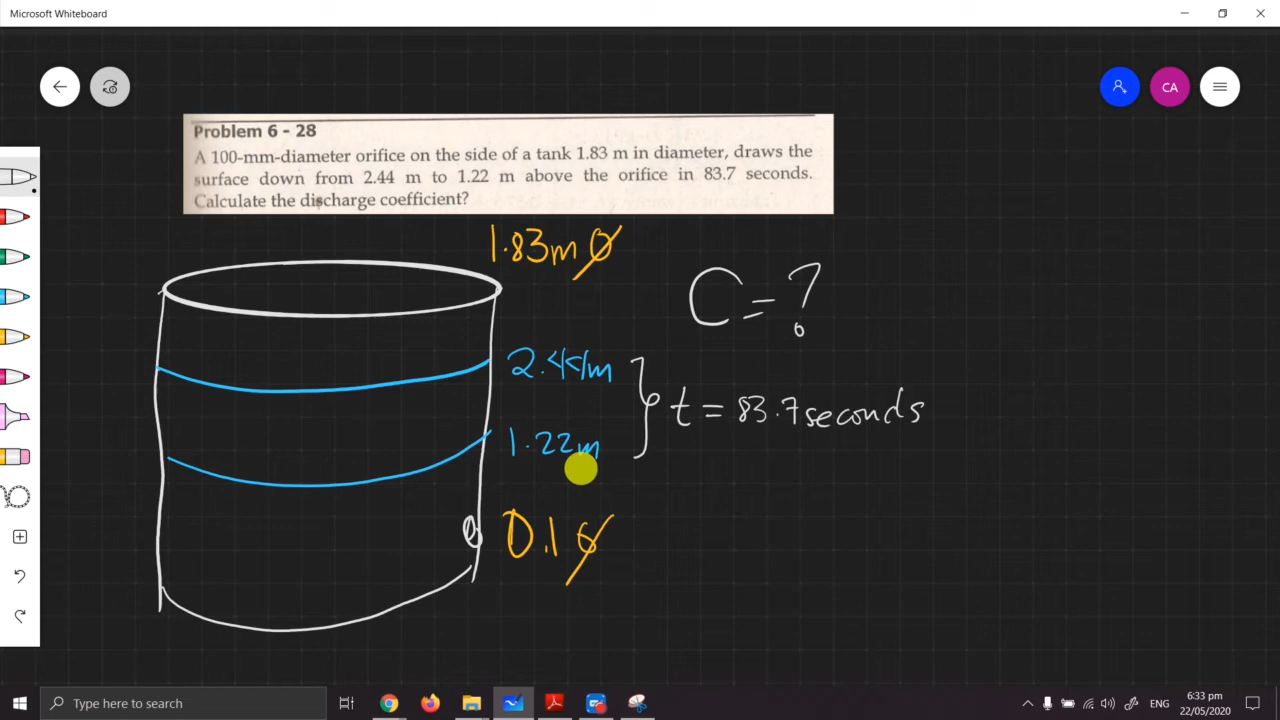 Microsoft Whiteboard
CA
Problem 6 - 28
A 100-mm-diameter orifice on the side of a tank 1.83 m in diameter, draws the
surface down from 2.44 m to 1.22 m above the orifice in 83.7 seconds.
Calculate the discharge coefficient?
1.83m Ø
C = ?
2.44m
t = 83.7seconds
1.22m
0.1 Ø
Type here to search
ENG
6:33 pm
22/05/2020